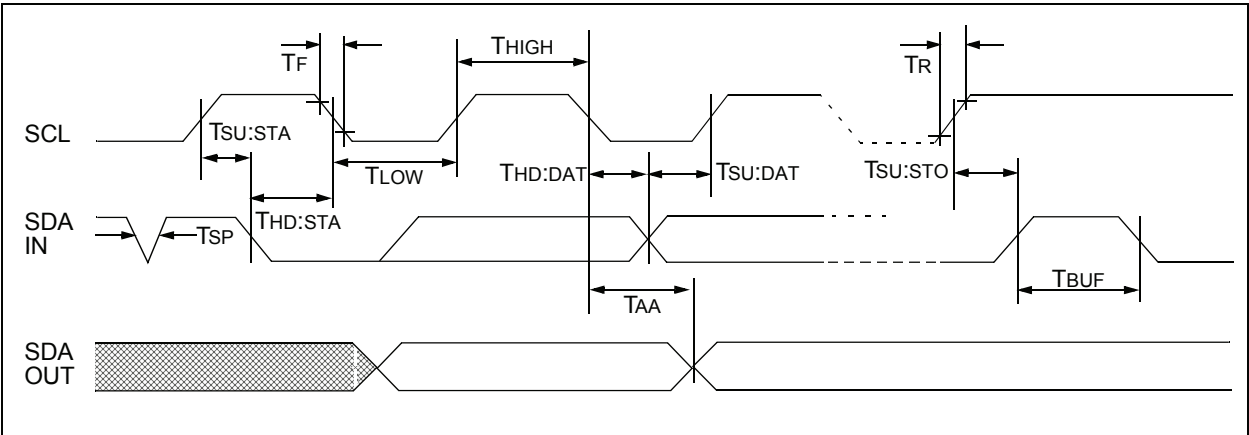 TF
THIGH
TR
SCL
TSU:STA
TLOW
THD:DAT
TSU:DAT
TSU:STO
THD:STA
SDA
IN
TSP
TBUF
TAA
SDA
OUT